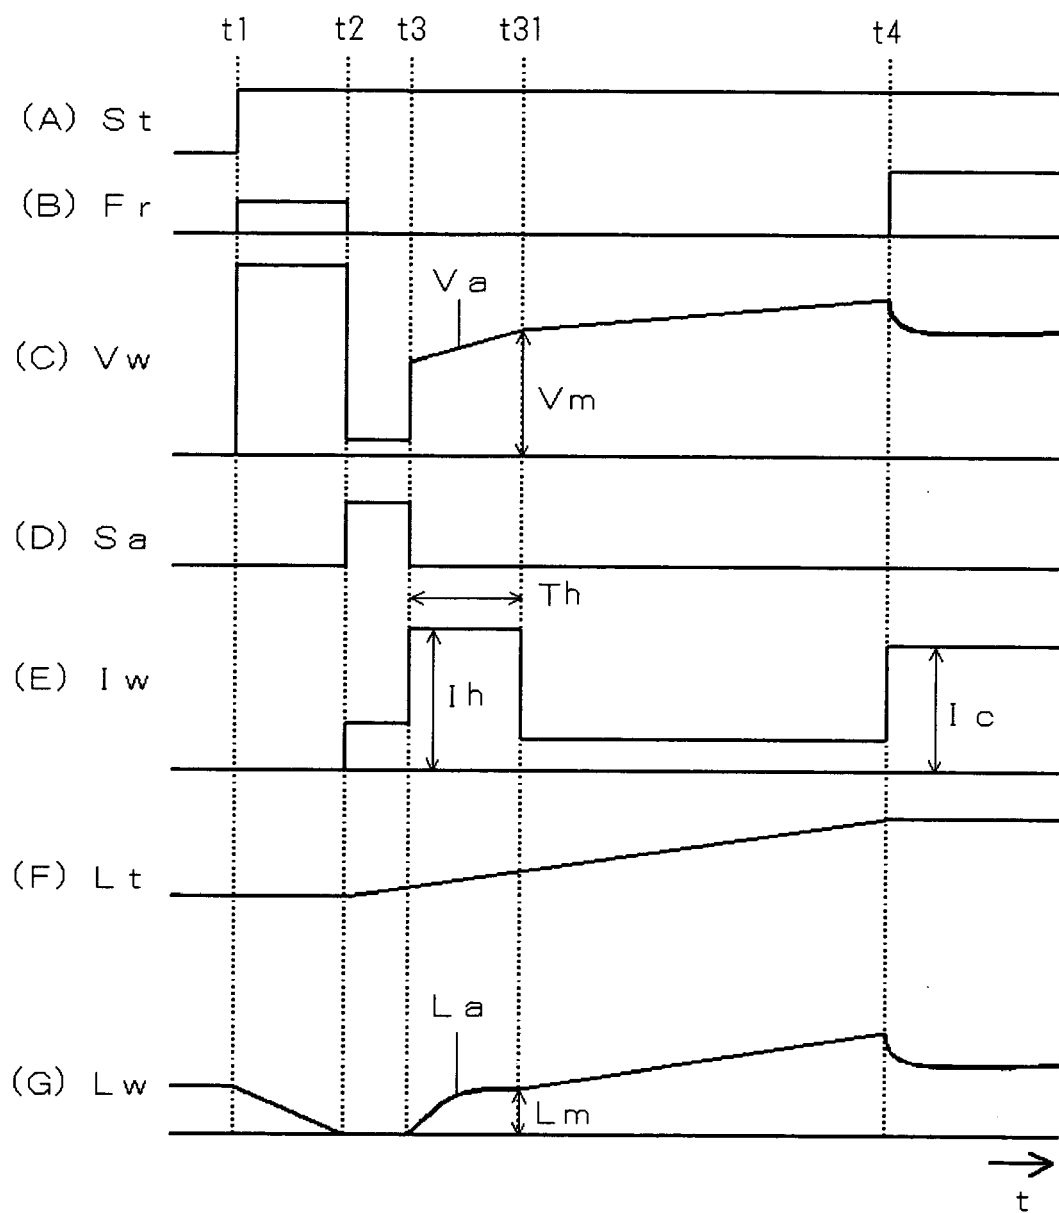 t1 t2 t3 t31 t4
(A) St
(B) Fr
Va
(C) Vw
Vm
(D) Sa
Th
(E) Iw
Ih
Ic
(F) Lt
La
(G) Lw
Lm
t